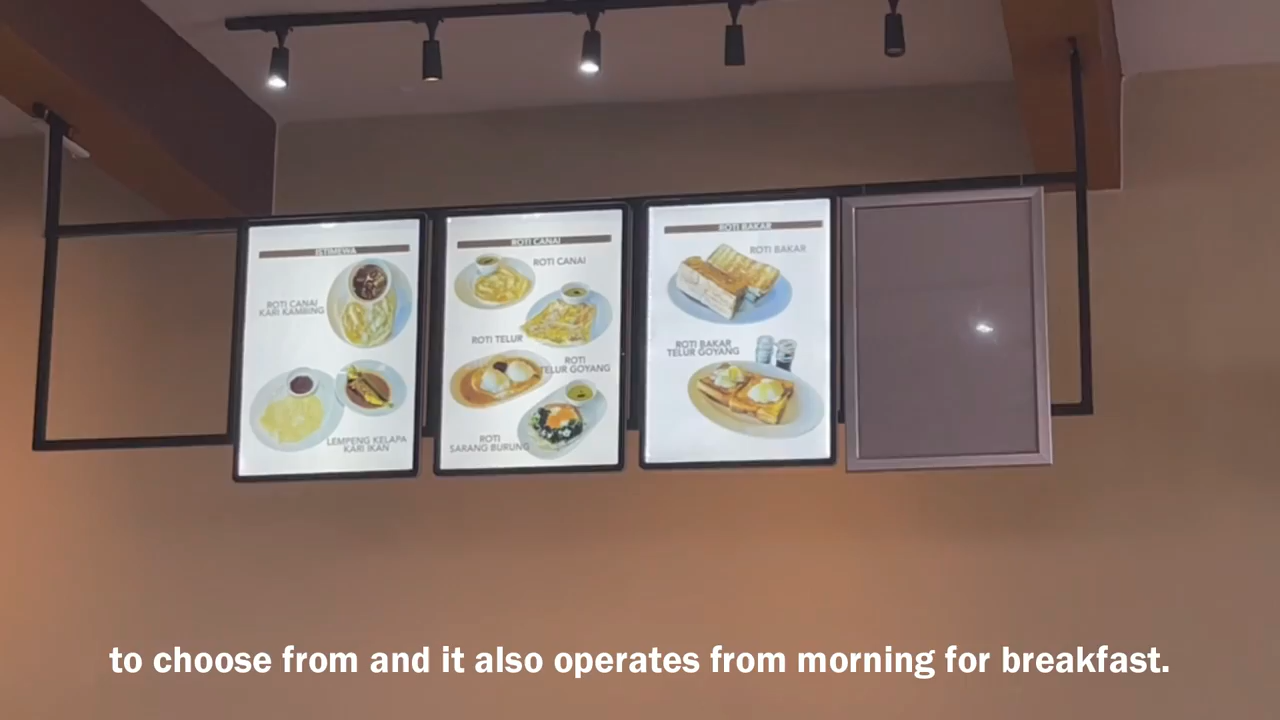 ISTIMEWA
ROTI CANAI
KARI KAMBING
LEMPENG KELAPA
KARI IKAN
ROTI CANAI
ROTI CANAI
ROTI TELUR
ROTI
TELUR GOYANG
ROTI
SARANG BURUNG
ROTI BAKAR
ROTI BAKAR
ROTI BAKAR
TELUR GOYANG
to choose from and it also operates from morning for breakfast.